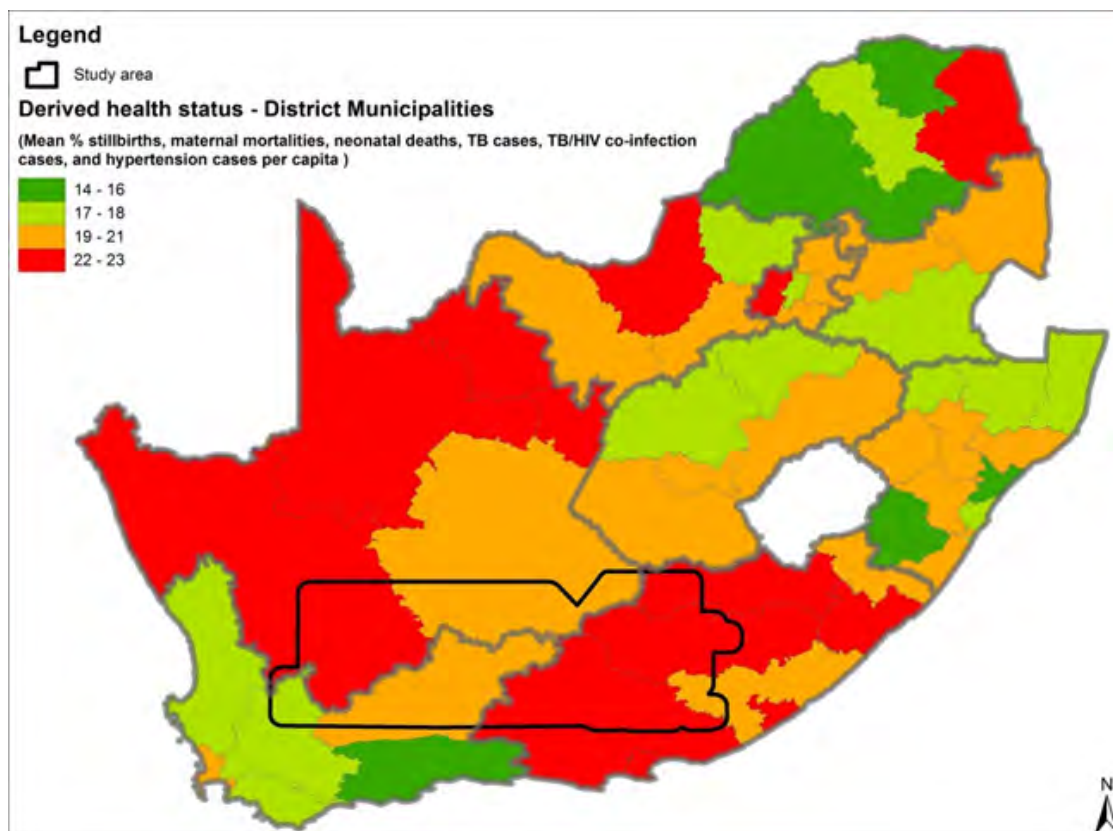 Legend
Study area
Derived health status - District Municipalities
(Mean % stillbirths, maternal mortalities, neonatal deaths, TB cases, TB/HIV co-infection
cases, and hypertension cases per capita )
14 - 16
17 - 18
19 - 21
22 - 23
N